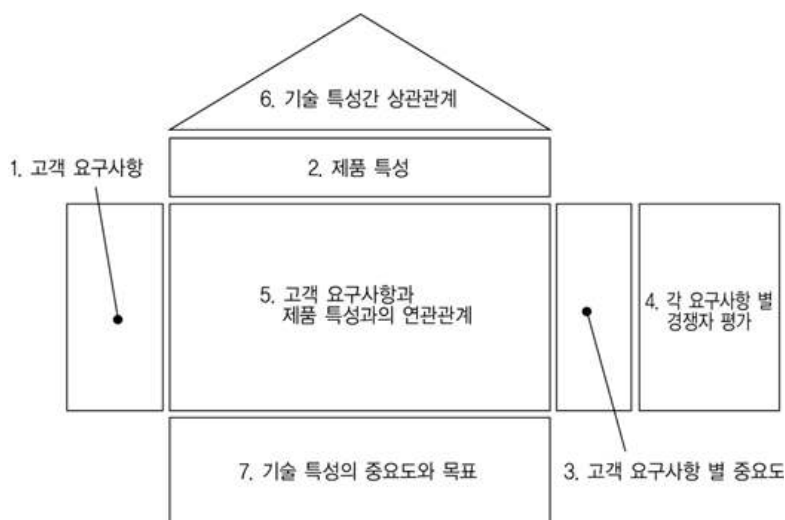 6. 기술 특성간 상관관계
1. 고객 요구사항
2. 제품 특성
5. 고객 요구사항과
제품 특성과의 연관관계
4. 각 요구사항 별
경쟁자 평가
7. 기술 특성의 중요도와 목표
3. 고객 요구사항 별 중요도